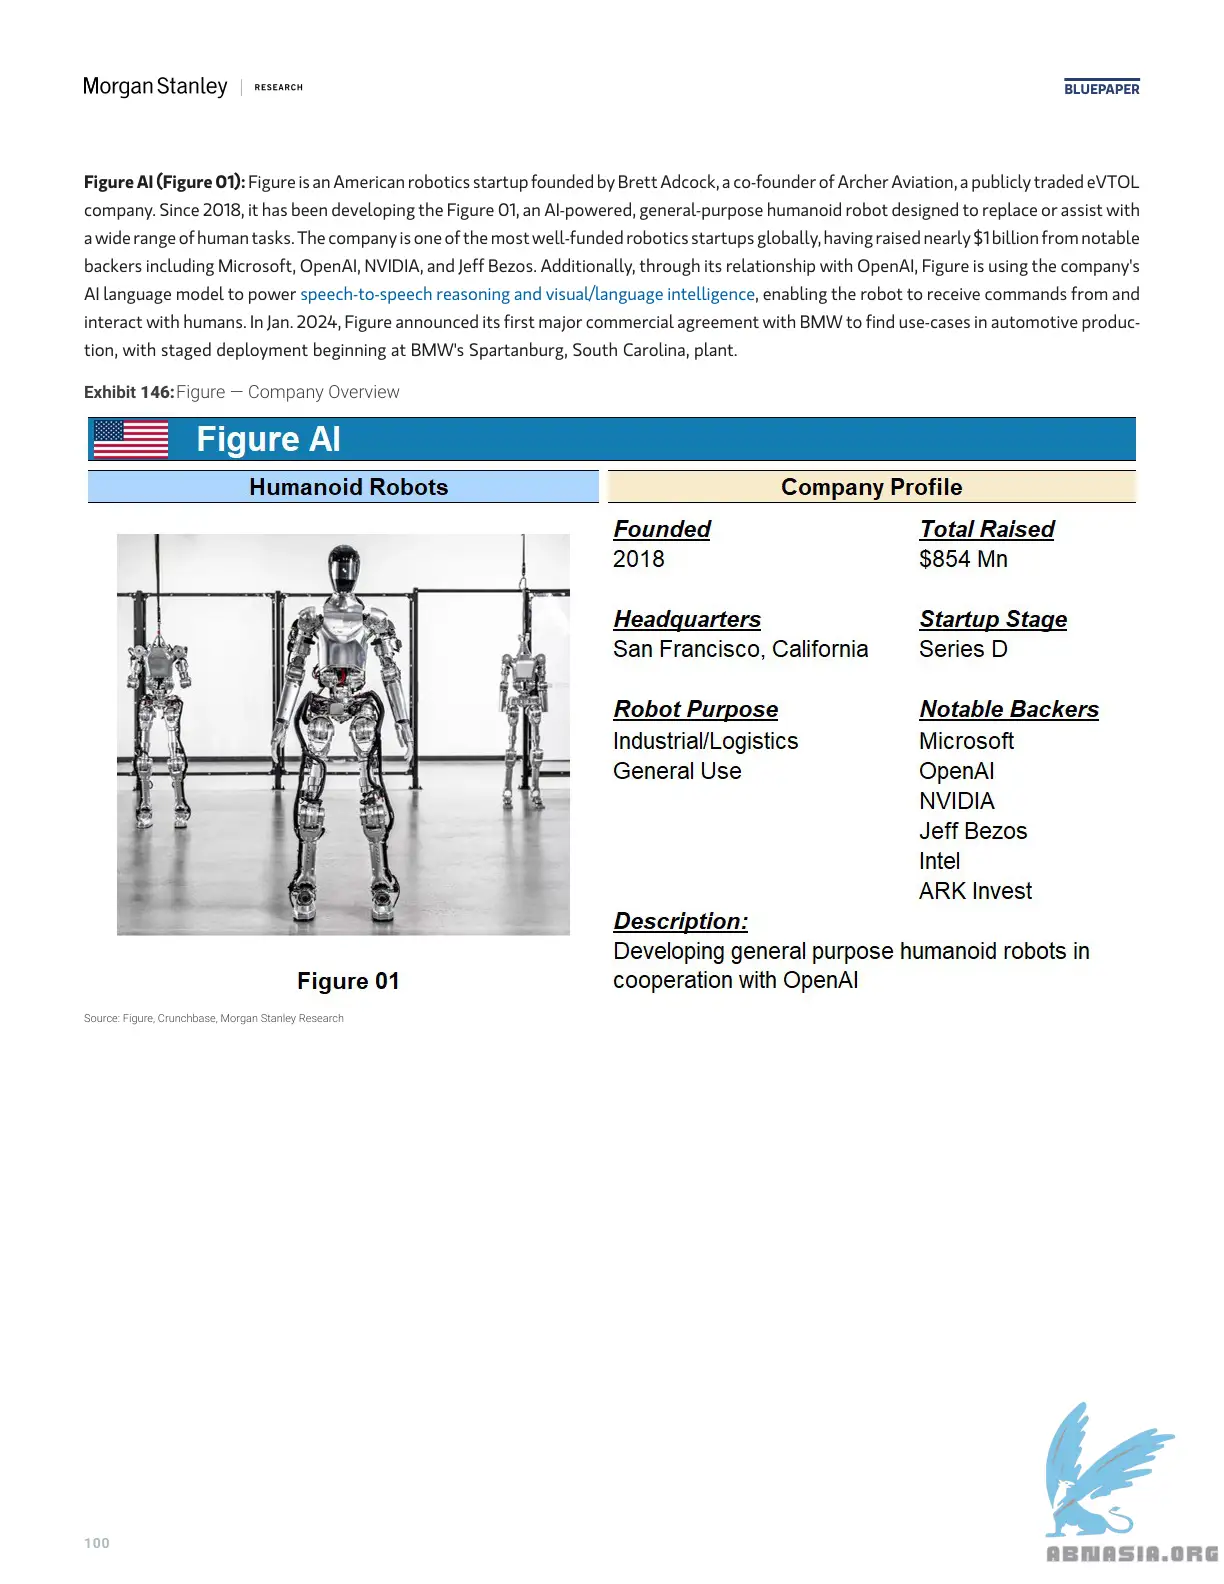 Morgan Stanley | RESEARCH
BLUEPAPER
Figure AI (Figure 01): Figure is an American robotics startup founded by Brett Adcock, a co-founder of Archer Aviation, a publicly traded eVTOL
company. Since 2018, it has been developing the Figure 01, an AI-powered, general-purpose humanoid robot designed to replace or assist with
a wide range of human tasks. The company is one of the most well-funded robotics startups globally, having raised nearly $1 billion from notable
backers including Microsoft, OpenAI, NVIDIA, and Jeff Bezos. Additionally, through its relationship with OpenAI, Figure is using the company's
AI language model to power speech-to-speech reasoning and visual/language intelligence, enabling the robot to receive commands from and
interact with humans. In Jan. 2024, Figure announced its first major commercial agreement with BMW to find use-cases in automotive produc-
tion, with staged deployment beginning at BMW's Spartanburg, South Carolina, plant.
Exhibit 146: Figure — Company Overview
Figure AI
Humanoid Robots
Company Profile
Founded
2018
Total Raised
$854 Mn
Headquarters
San Francisco, California
Startup Stage
Series D
Robot Purpose
Industrial/Logistics
General Use
Notable Backers
Microsoft
OpenAI
NVIDIA
Jeff Bezos
Intel
ARK Invest
Description:
Developing general purpose humanoid robots in
cooperation with OpenAI
Figure 01
Source: Figure, Crunchbase, Morgan Stanley Research
100
ABNASIA.ORG